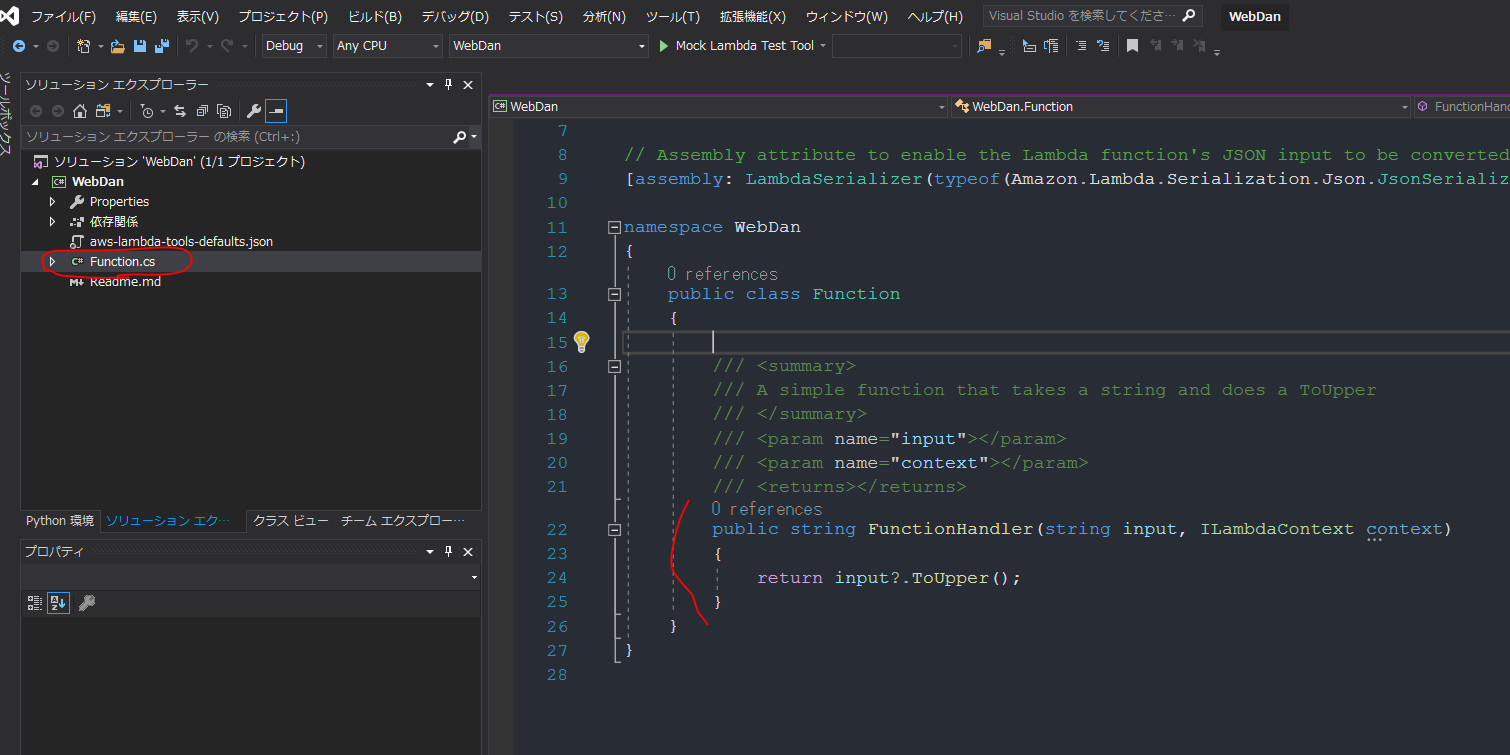 ファイル(F) 編集(E) 表示(V) プロジェクト(P) ビルド(B) デバッグ(D) テスト(S) 分析(N) ツール(T) 拡張機能(X) ウィンドウ(W) ヘルプ(H) Visual Studio を検索してくださ… WebDan
Debug Any CPU WebDan Mock Lambda Test Tool
ツールボックス
ソリューション エクスプローラー
ソリューション エクスプローラー の検索 (Ctrl+:)
ソリューション 'WebDan' (1/1 プロジェクト)
WebDan
Properties
依存関係
aws-lambda-tools-defaults.json
C# Function.cs
Readme.md
Python 環境 ソリューション エク… クラス ビュー チーム エクスプロー…
プロパティ
C# WebDan WebDan.Function FunctionHand
7
8 // Assembly attribute to enable the Lambda function's JSON input to be converted
9 [assembly: LambdaSerializer(typeof(Amazon.Lambda.Serialization.Json.JsonSerializ
10
11 namespace WebDan
12 {
0 references
13 public class Function
14 {
15
16 /// <summary>
17 /// A simple function that takes a string and does a ToUpper
18 /// </summary>
19 /// <param name="input"></param>
20 /// <param name="context"></param>
21 /// <returns></returns>
0 references
22 public string FunctionHandler(string input, ILambdaContext context)
23 {
24 return input?.ToUpper();
25 }
26 }
27 }
28